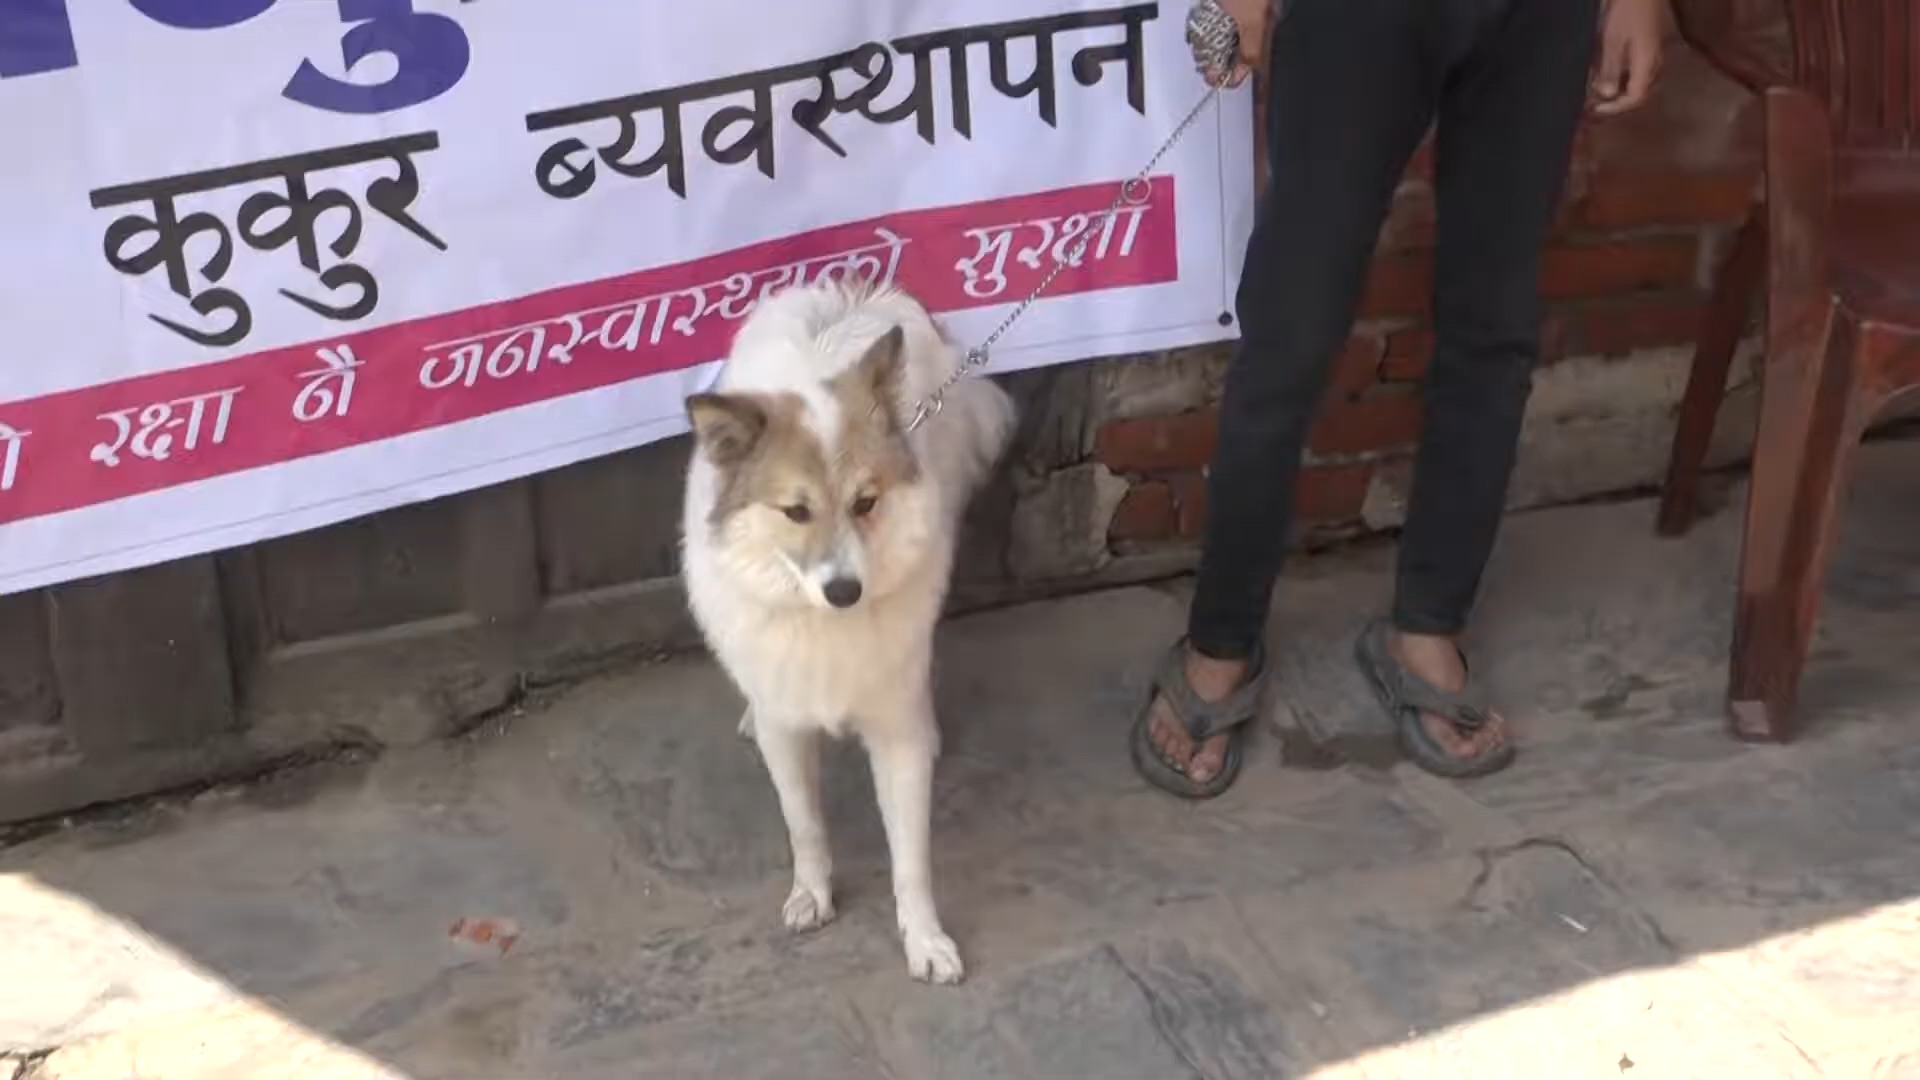 कुकुर व्यवस्थापन
रक्षा नै जनस्वास्थ्यको सुरक्षा